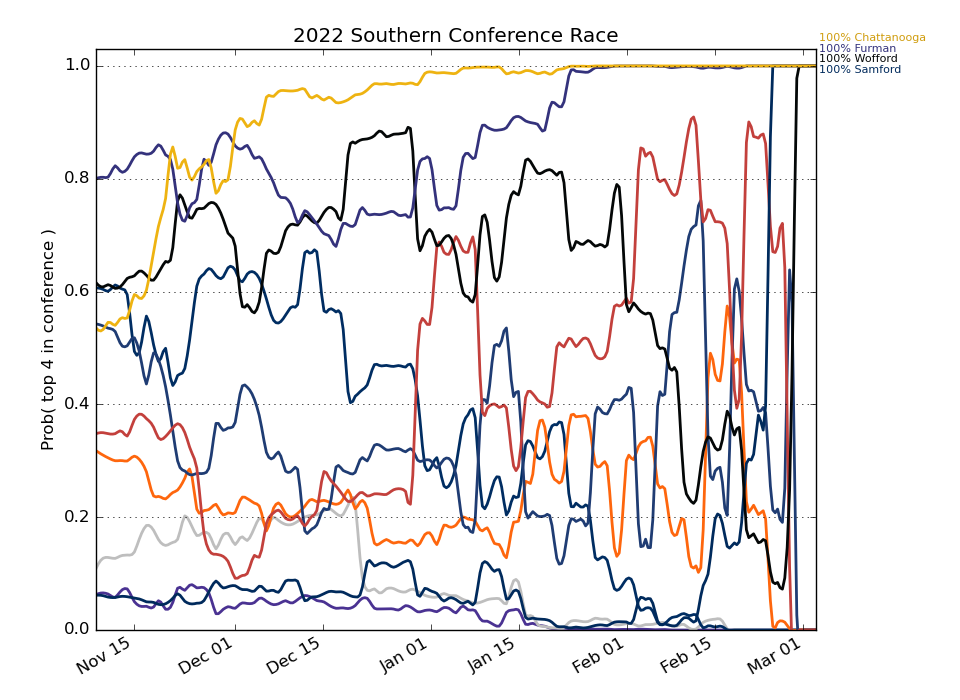 2022 Southern Conference Race
100% Chattanooga
100% Furman
100% Wofford
100% Samford
Prob( top 4 in conference )
1.0
0.8
0.6
0.4
0.2
0.0
Nov 15
Dec 01
Dec 15
Jan 01
Jan 15
Feb 01
Feb 15
Mar 01